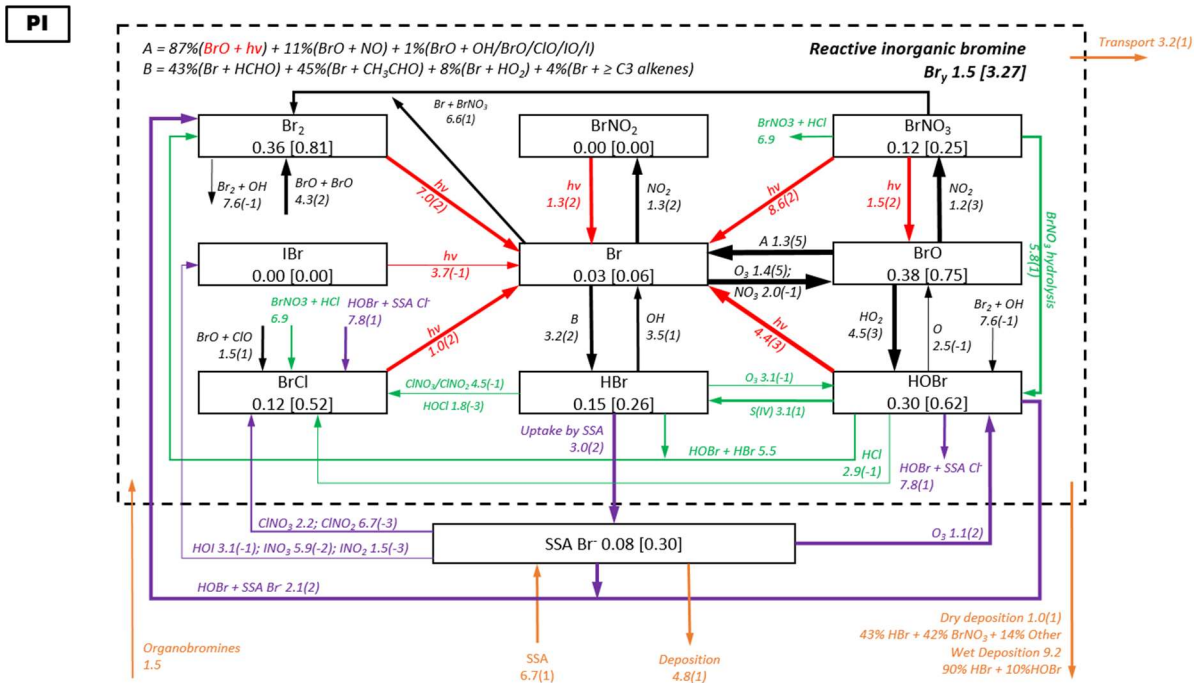 PI
A = 87%(BrO + hv) + 11%(BrO + NO) + 1%(BrO + OH/BrO/ClO/IO/I)
B = 43%(Br + HCHO) + 45%(Br + CH₃CHO) + 8%(Br + HO₂) + 4%(Br + ≥ C3 alkenes)
Reactive inorganic bromine
Brᵧ 1.5 [3.27]
Transport 3.2(1)
Br + BrNO₃
6.6(1)
Br₂
0.36 [0.81]
BrNO₂
0.00 [0.00]
BrNO3 + HCl
6.9
BrNO₃
0.12 [0.25]
Br₂ + OH
7.6(-1)
BrO + BrO
4.3(2)
hv
7.0(2)
hv
1.3(2)
NO₂
1.3(2)
hv
8.6(2)
hv
1.5(2)
NO₂
1.2(3)
BrNO₃ hydrolysis
5.8(1)
IBr
0.00 [0.00]
hv
3.7(-1)
Br
0.03 [0.06]
A 1.3(5)
O₃ 1.4(5);
NO₃ 2.0(-1)
BrO
0.38 [0.75]
BrO + ClO
1.5(1)
BrNO3 + HCl
6.9
HOBr + SSA Cl⁻
7.8(1)
hv
1.0(2)
B
3.2(2)
OH
3.5(1)
hv
4.4(3)
HO₂
4.5(3)
O
2.5(-1)
Br₂ + OH
7.6(-1)
BrCl
0.12 [0.52]
ClNO₃/ClNO₂ 4.5(-1)
HOCl 1.8(-3)
HBr
0.15 [0.26]
O₃ 3.1(-1)
S(IV) 3.1(1)
HOBr
0.30 [0.62]
Uptake by SSA
3.0(2)
HOBr + HBr 5.5
HCl
2.9(-1)
HOBr + SSA Cl⁻
7.8(1)
ClNO₃ 2.2; ClNO₂ 6.7(-3)
HOI 3.1(-1); INO₃ 5.9(-2); INO₂ 1.5(-3)
SSA Br⁻ 0.08 [0.30]
O₃ 1.1(2)
HOBr + SSA Br⁻ 2.1(2)
Organobromines
1.5
SSA
6.7(1)
Deposition
4.8(1)
Dry deposition 1.0(1)
43% HBr + 42% BrNO₃ + 14% Other
Wet Deposition 9.2
90% HBr + 10%HOBr